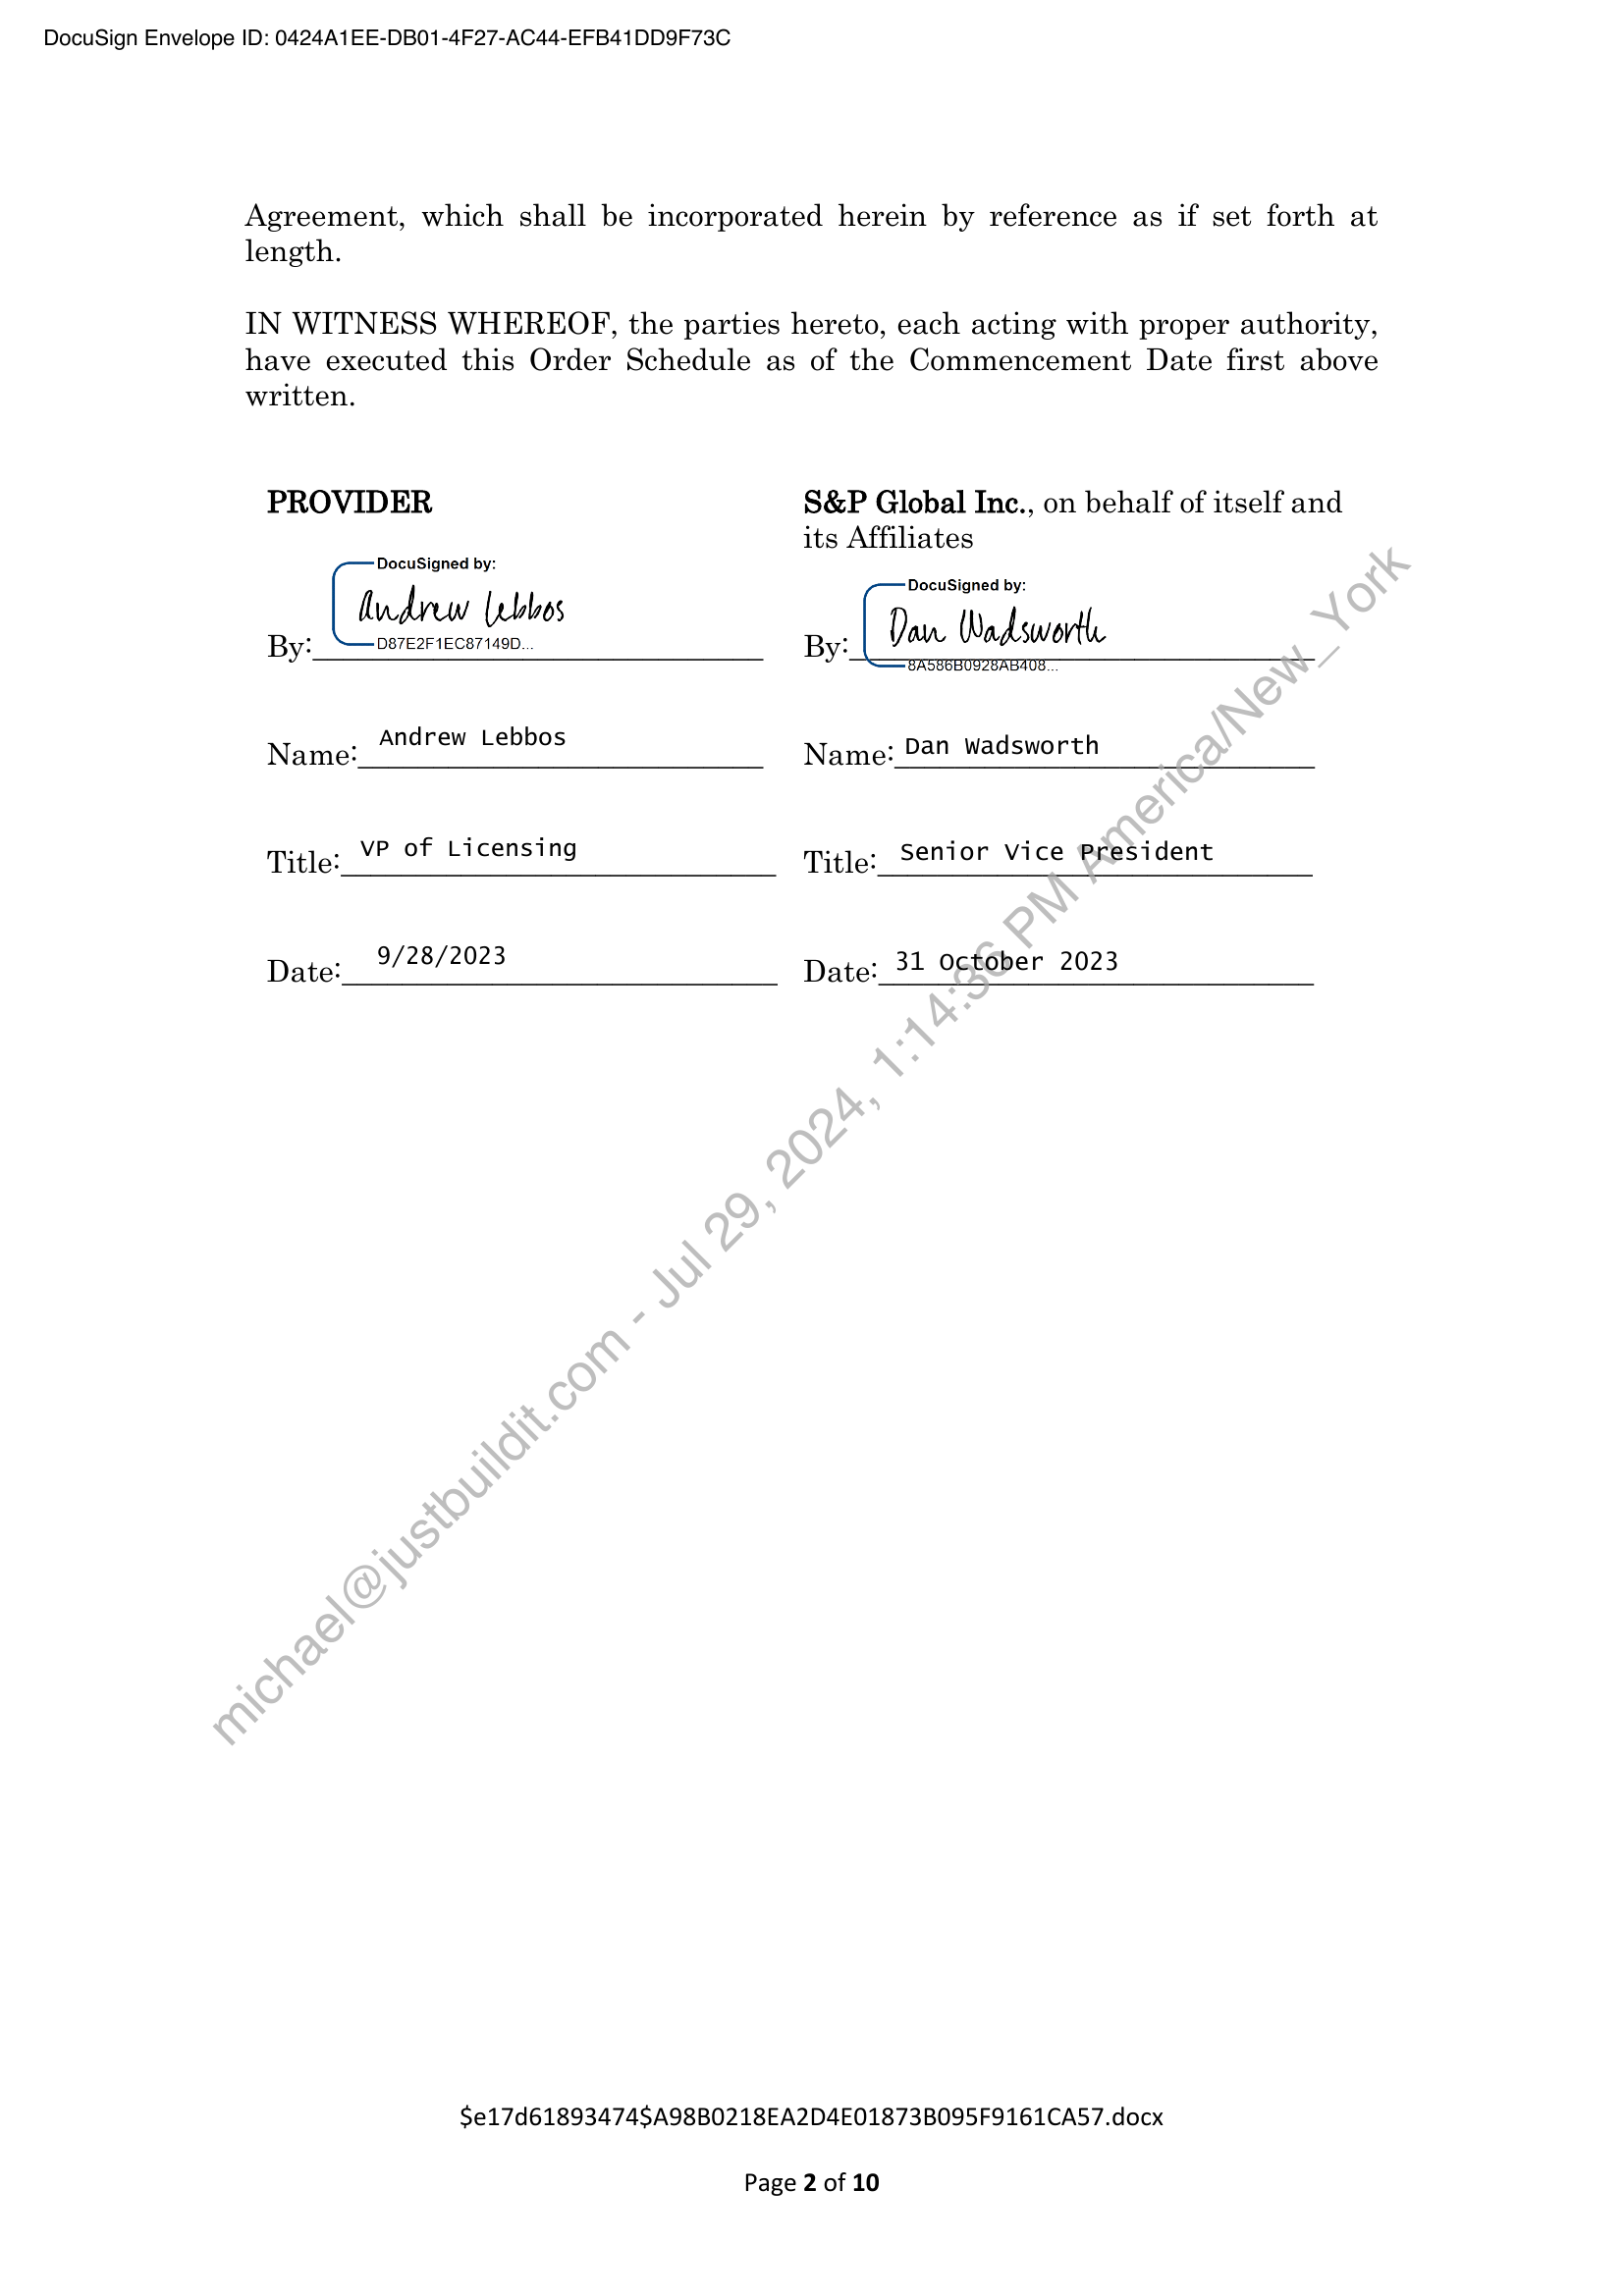 DocuSign Envelope ID: 0424A1EE-DB01-4F27-AC44-EFB41DD9F73C
Agreement, which shall be incorporated herein by reference as if set forth at
length.
IN WITNESS WHEREOF, the parties hereto, each acting with proper authority,
have executed this Order Schedule as of the Commencement Date first above
written.
PROVIDER
DocuSigned by:
Andrew Lebbos
By:
D87E2F1EC87149D...
Name: Andrew Lebbos
Title: VP of Licensing
Date: 9/28/2023
S&P Global Inc., on behalf of itself and
its Affiliates
DocuSigned by:
Dan Wadsworth
By:
8A586B0928AB408...
Name: Dan Wadsworth
Title: Senior Vice President
Date: 31 October 2023
michael@justbuildit.com - Jul 29, 2024, 1:14:36 PM America/New_York
$e17d61893474$A98B0218EA2D4E01873B095F9161CA57.docx
Page 2 of 10